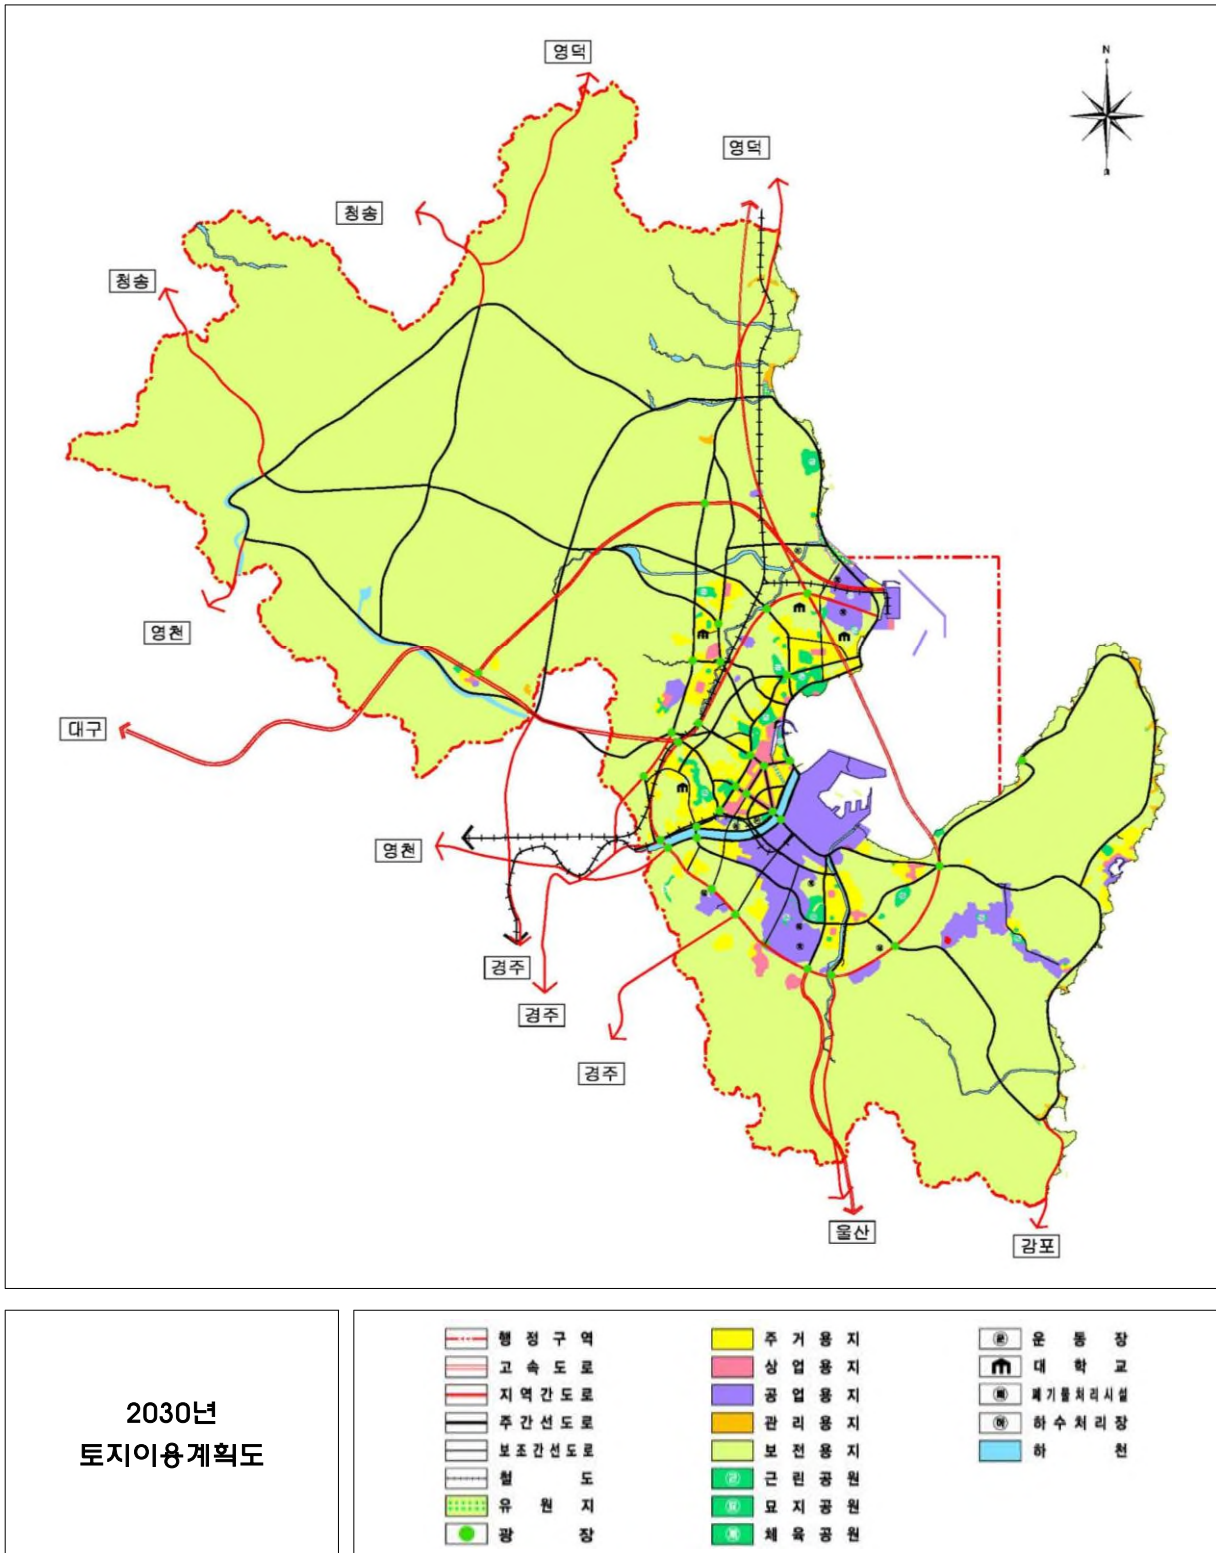 영덕
N
영덕
청송
청송
영천
대구
영천
경주
경주
경주
울산
감포
2030년
토지이용계획도
행정구역
고속도로
지역간도로
주간선도로
보조간선도로
철도
유원지
광장
주거용지
상업용지
공업용지
관리용지
보전용지
근린공원
묘지공원
체육공원
운동장
대학교
폐기물처리시설
하수처리장
하천